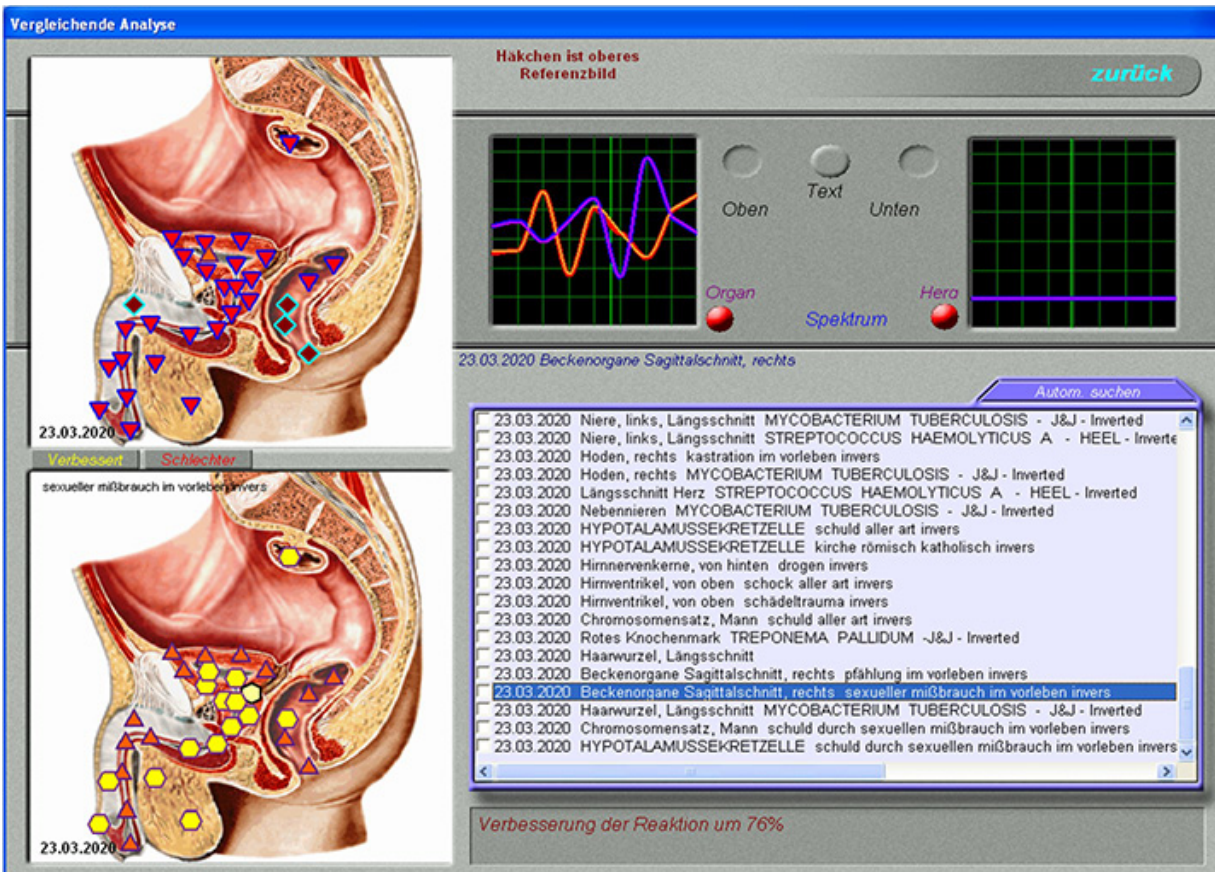 Vergleichende Analyse
Häkchen ist oberes
Referenzbild
zurück
Oben
Text
Unten
Organ
Hera
Spektrum
23.03.2020 Beckenorgane Sagittalschnitt, rechts
Autom. suchen
23.03.2020
Verbessert
Schlechter
sexueller mißbrauch im vorleben invers
23.03.2020
23.03.2020 Niere, links, Längsschnitt MYCOBACTERIUM TUBERCULOSIS - J&J - Inverted
23.03.2020 Niere, links, Längsschnitt STREPTOCOCCUS HAEMOLYTICUS A - HEEL - Inverte
23.03.2020 Hoden, rechts kastration im vorleben invers
23.03.2020 Hoden, rechts MYCOBACTERIUM TUBERCULOSIS - J&J - Inverted
23.03.2020 Längsschnitt Herz STREPTOCOCCUS HAEMOLYTICUS A - HEEL - Inverted
23.03.2020 Nebennieren MYCOBACTERIUM TUBERCULOSIS - J&J - Inverted
23.03.2020 HYPOTALAMUSSEKRETZELLE schuld aller art invers
23.03.2020 HYPOTALAMUSSEKRETZELLE kirche römisch katholisch invers
23.03.2020 Hirnnervenkerne, von hinten drogen invers
23.03.2020 Hirnventrikel, von oben schock aller art invers
23.03.2020 Hirnventrikel, von oben schädeltrauma invers
23.03.2020 Chromosomensatz, Mann schuld aller art invers
23.03.2020 Rotes Knochenmark TREPONEMA PALLIDUM -J&J - Inverted
23.03.2020 Haarwurzel, Längsschnitt
23.03.2020 Beckenorgane Sagittalschnitt, rechts pfählung im vorleben invers
23.03.2020 Beckenorgane Sagittalschnitt, rechts sexueller mißbrauch im vorleben invers
23.03.2020 Haarwurzel, Längsschnitt MYCOBACTERIUM TUBERCULOSIS - J&J - Inverted
23.03.2020 Chromosomensatz, Mann schuld durch sexuellen mißbrauch im vorleben invers
23.03.2020 HYPOTALAMUSSEKRETZELLE schuld durch sexuellen mißbrauch im vorleben invers
Verbesserung der Reaktion um 76%